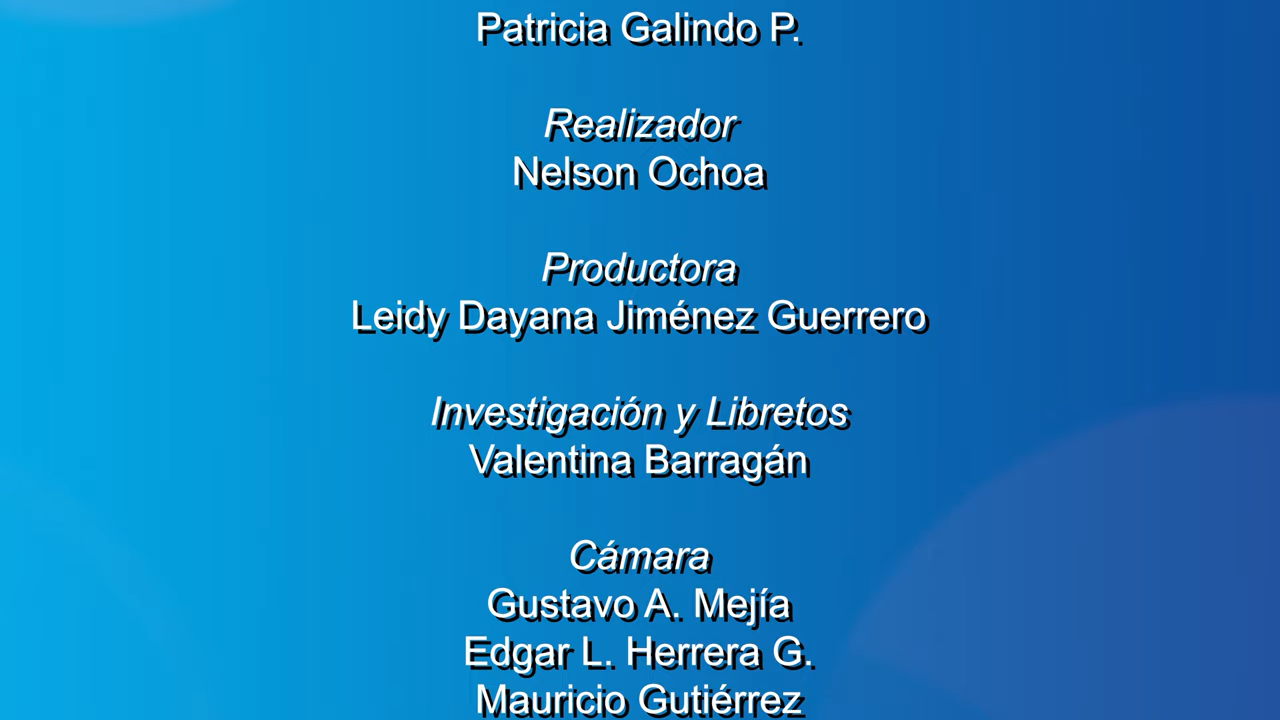 Patricia Galindo P.
Realizador
Nelson Ochoa
Productora
Leidy Dayana Jiménez Guerrero
Investigación y Libretos
Valentina Barragán
Cámara
Gustavo A. Mejía
Edgar L. Herrera G.
Mauricio Gutiérrez